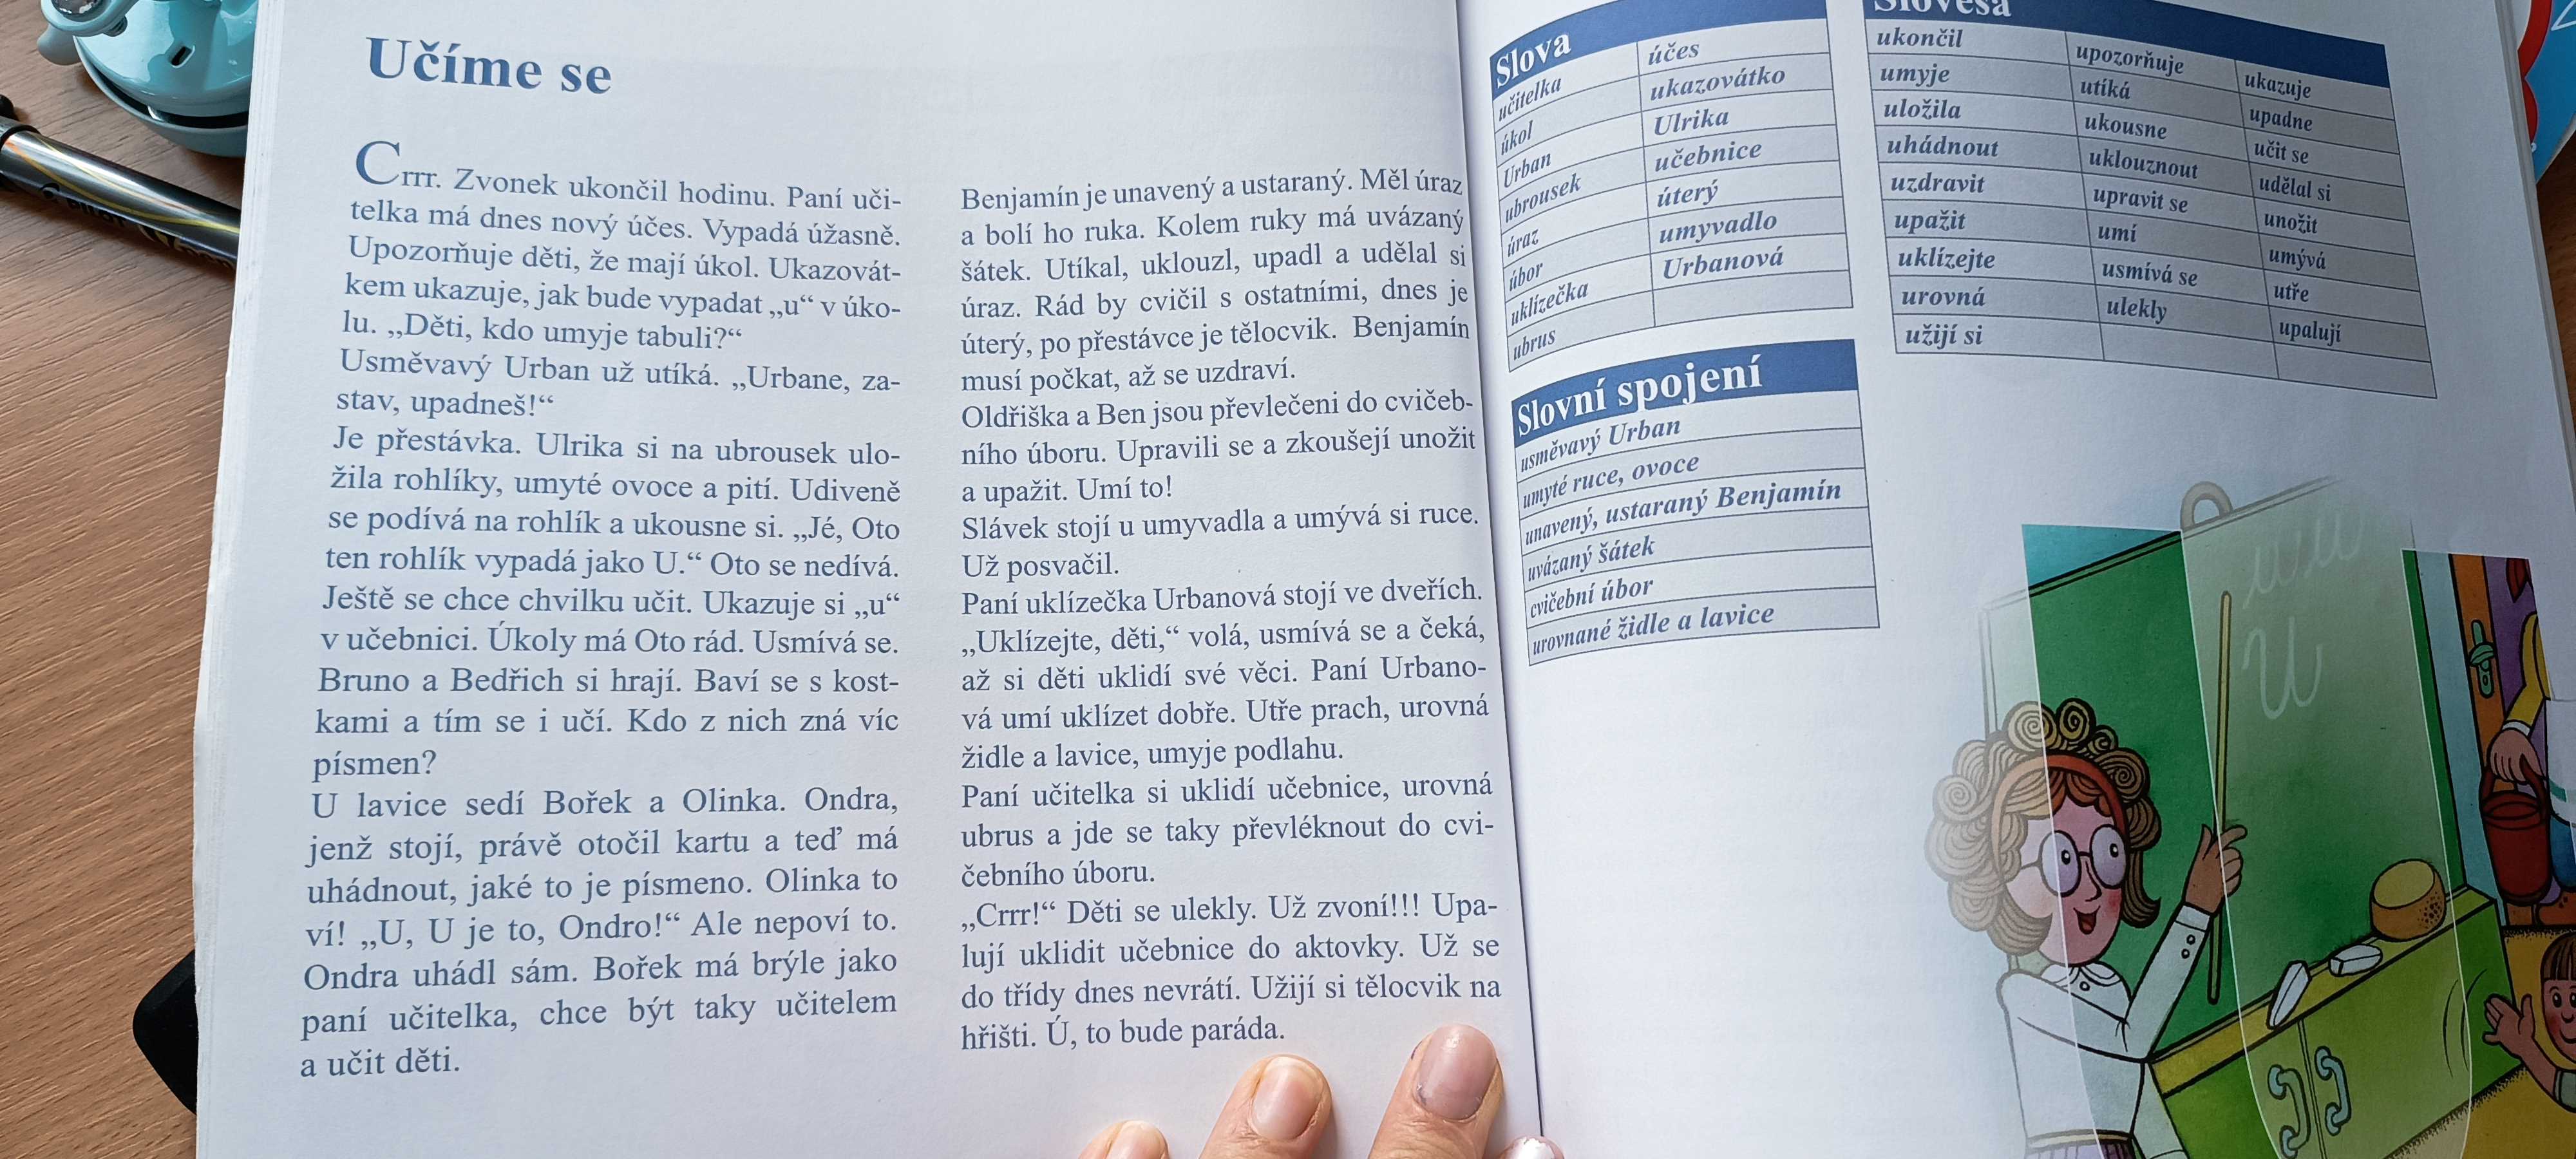 Učíme se
Crrr. Zvonek ukončil hodinu. Paní uči-
telka má dnes nový účes. Vypadá úžasně.
Upozorňuje děti, že mají úkol. Ukazovát-
kem ukazuje, jak bude vypadat „u“ v úko-
lu. „Děti, kdo umyje tabuli?“
Usměvavý Urban už utíká. „Urbane, za-
stav, upadneš!“
Je přestávka. Ulrika si na ubrousek ulo-
žila rohlíky, umyté ovoce a pití. Udiveně
se podívá na rohlík a ukousne si. „Jé, Oto
ten rohlík vypadá jako U.“ Oto se nedívá.
Ještě se chce chvilku učit. Ukazuje si „u“
v učebnici. Úkoly má Oto rád. Usmívá se.
Bruno a Bedřich si hrají. Baví se s kost-
kami a tím se i učí. Kdo z nich zná víc
písmen?
U lavice sedí Bořek a Olinka. Ondra,
jenž stojí, právě otočil kartu a teď má
uhádnout, jaké to je písmeno. Olinka to
ví! „U, U je to, Ondro!“ Ale nepoví to.
Ondra uhádl sám. Bořek má brýle jako
paní učitelka, chce být taky učitelem
a učit děti.
Benjamín je unavený a ustaraný. Měl úraz
a bolí ho ruka. Kolem ruky má uvázaný
šátek. Utíkal, uklouzl, upadl a udělal si
úraz. Rád by cvičil s ostatními, dnes je
úterý, po přestávce je tělocvik. Benjamín
musí počkat, až se uzdraví.
Oldřiška a Ben jsou převlečeni do cvičeb-
ního úboru. Upravili se a zkoušejí unožit
a upažit. Umí to!
Slávek stojí u umyvadla a umývá si ruce.
Už posvačil.
Paní uklízečka Urbanová stojí ve dveřích.
„Uklízejte, děti,“ volá, usmívá se a čeká,
až si děti uklidí své věci. Paní Urbano-
vá umí uklízet dobře. Utře prach, urovná
židle a lavice, umyje podlahu.
Paní učitelka si uklidí učebnice, urovná
ubrus a jde se taky převléknout do cvi-
čebního úboru.
„Crrr!“ Děti se ulekly. Už zvoní!!! Upa-
lují uklidit učebnice do aktovky. Už se
do třídy dnes nevrátí. Užijí si tělocvik na
hřišti. Ú, to bude paráda.
Slova
učitelka účes
úkol ukazovátko
Urban Ulrika
ubrousek učebnice
úraz úterý
úbor umyvadlo
uklízečka Urbanová
ubrus
Slovní spojení
usměvavý Urban
umyté ruce, ovoce
unavený, ustaraný Benjamín
uvázaný šátek
cvičební úbor
urovnané židle a lavice
Slovesa
ukončil upozorňuje ukazuje
umyje utíká upadne
uložila ukousne učit se
uhádnout uklouznout udělal si
uzdravit upravit se unožit
upažit umí umývá
uklízejte usmívá se utře
urovná ulekly upalují
užijí si
U